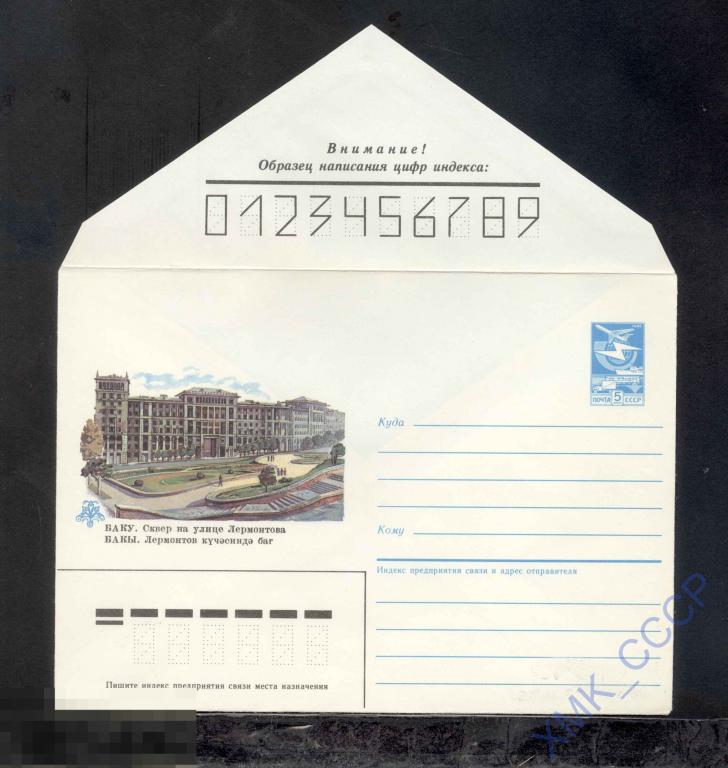 Внимание!
Образец написания цифр индекса:
0123456789
ПОЧТА 5 СССР
Куда
БАКУ. Сквер на улице Лермонтова
БАКЫ. Лермонтов күчәсиндә бағ
Кому
Индекс предприятия связи и адрес отправителя
Пишите индекс предприятия связи места назначения
ХМК_СССР